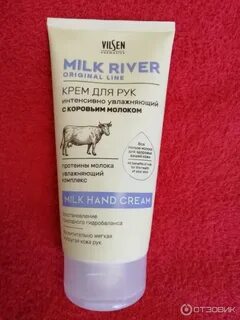 VILSEN
MILK RIVER
ORIGINAL LINE
КРЕМ ДЛЯ РУК
интенсивно увлажняющий
С КОРОВЬИМ МОЛОКОМ
протеины молока
увлажняющий
комплекс
MILK HAND CREAM
восстановление
природного гидробаланса
мягкая
кожа рук
ОТЗОВИК